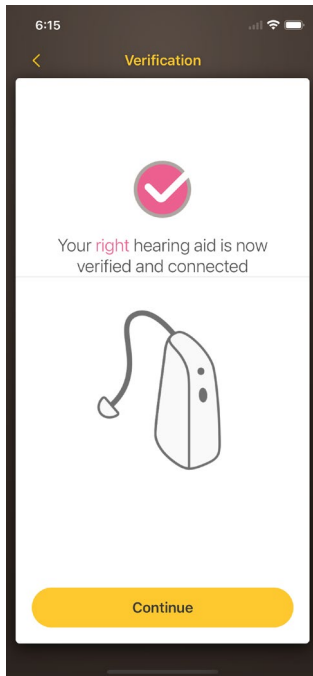 6:15
Verification
Your right hearing aid is now
verified and connected
Continue